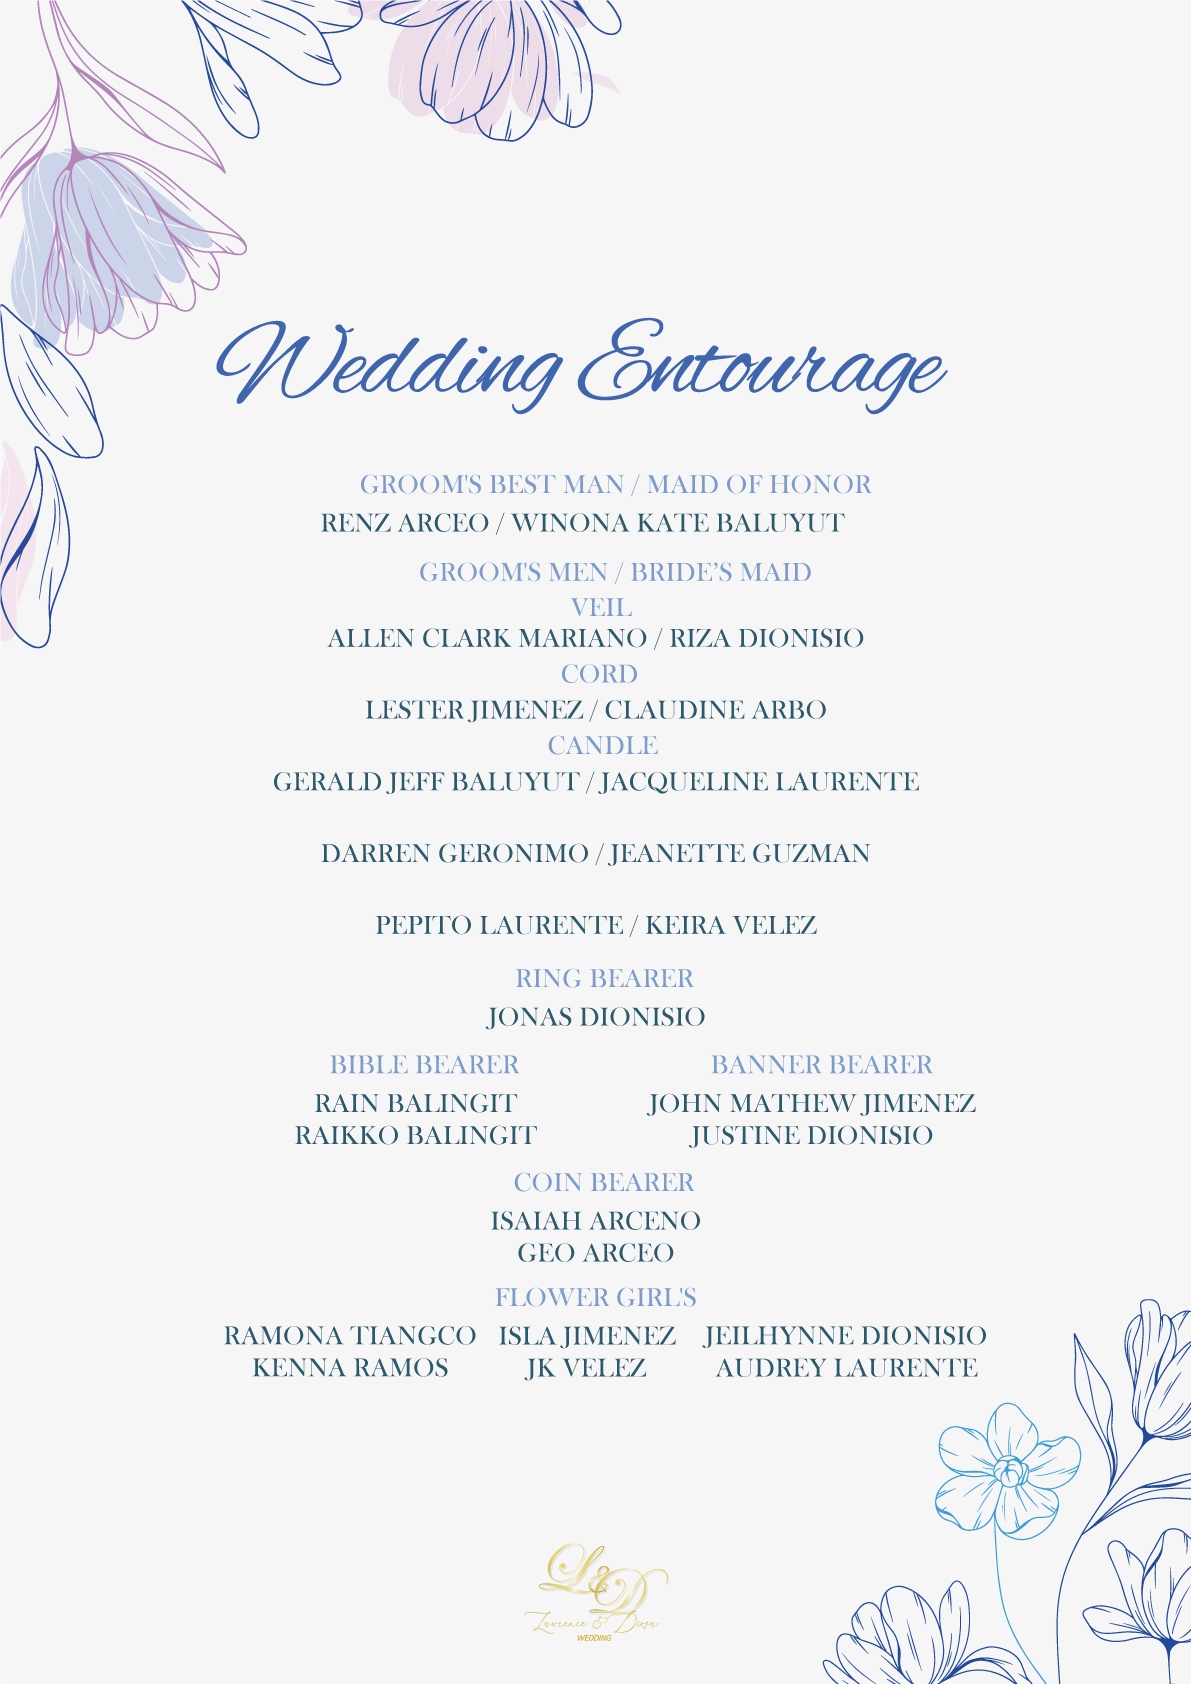 Wedding Entourage
GROOM'S BEST MAN / MAID OF HONOR
RENZ ARCEO / WINONA KATE BALUYUT
GROOM'S MEN / BRIDE’S MAID
VEIL
ALLEN CLARK MARIANO / RIZA DIONISIO
CORD
LESTER JIMENEZ / CLAUDINE ARBO
CANDLE
GERALD JEFF BALUYUT / JACQUELINE LAURENTE
DARREN GERONIMO / JEANETTE GUZMAN
PEPITO LAURENTE / KEIRA VELEZ
RING BEARER
JONAS DIONISIO
BIBLE BEARER
RAIN BALINGIT
RAIKKO BALINGIT
BANNER BEARER
JOHN MATHEW JIMENEZ
JUSTINE DIONISIO
COIN BEARER
ISAIAH ARCENO
GEO ARCEO
FLOWER GIRL'S
RAMONA TIANGCO ISLA JIMENEZ JEILHYNNE DIONISIO
KENNA RAMOS JK VELEZ AUDREY LAURENTE
L&D
Lawrence & Diosa
WEDDING